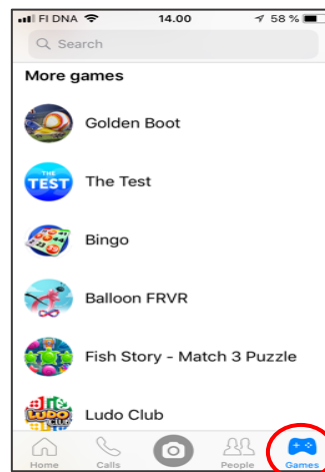 FI DNA 14.00 58 %
Search
More games
Golden Boot
THE
TEST
The Test
Bingo
Balloon FRVR
Fish Story - Match 3 Puzzle
LUDO
CLUB
Ludo Club
Home Calls People Games